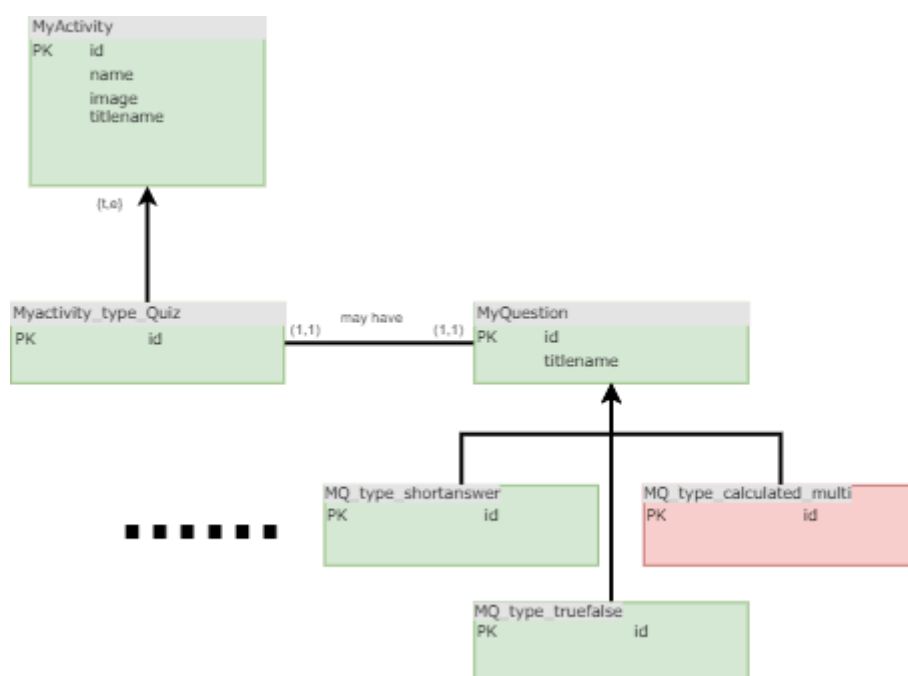 MyActivity
PK id
name
image
titlename
(t,e)
Myactivity_type_Quiz
PK id
(1,1) may have (1,1)
MyQuestion
PK id
titlename
MQ_type_shortanswer
PK id
MQ_type_calculated_multi
PK id
MQ_type_truefalse
PK id